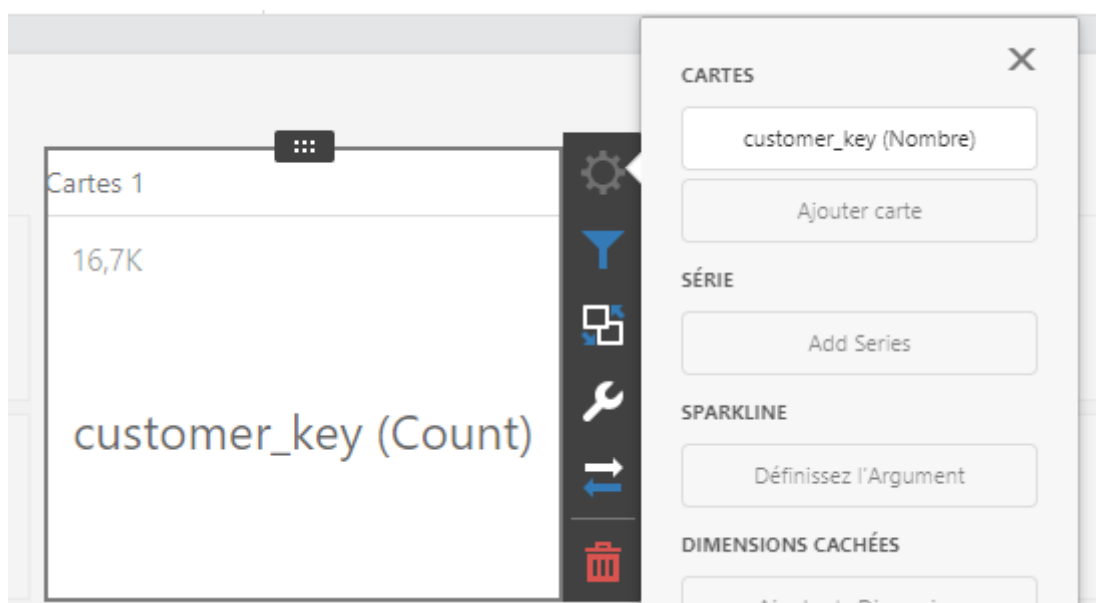 Cartes 1
16,7K
customer_key (Count)
CARTES
customer_key (Nombre)
Ajouter carte
SÉRIE
Add Series
SPARKLINE
Définissez l'Argument
DIMENSIONS CACHÉES